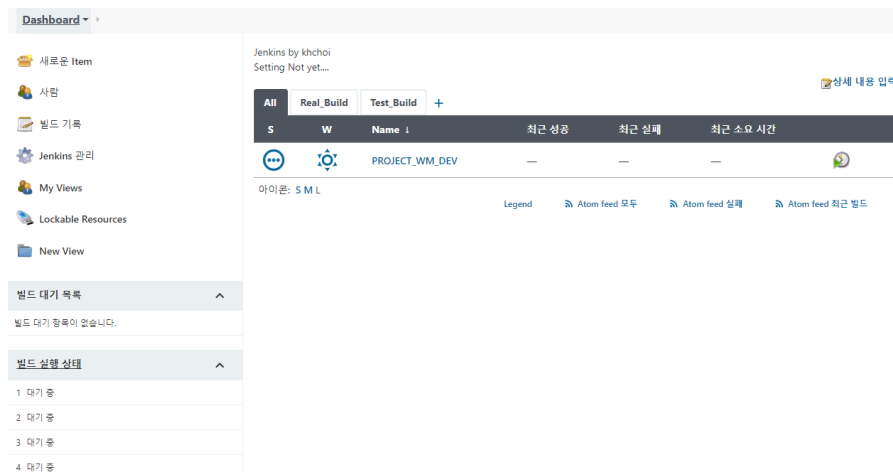 Dashboard
새로운 Item
사람
빌드 기록
Jenkins 관리
My Views
Lockable Resources
New View
빌드 대기 목록
빌드 대기 항목이 없습니다.
빌드 실행 상태
1 대기 중
2 대기 중
3 대기 중
4 대기 중
Jenkins by khchoi
Setting Not yet....
상세 내용 입력
All Real_Build Test_Build +
S W Name ↓ 최근 성공 최근 실패 최근 소요 시간
PROJECT_WM_DEV — — —
아이콘: S M L
Legend Atom feed 모두 Atom feed 실패 Atom feed 최근 빌드